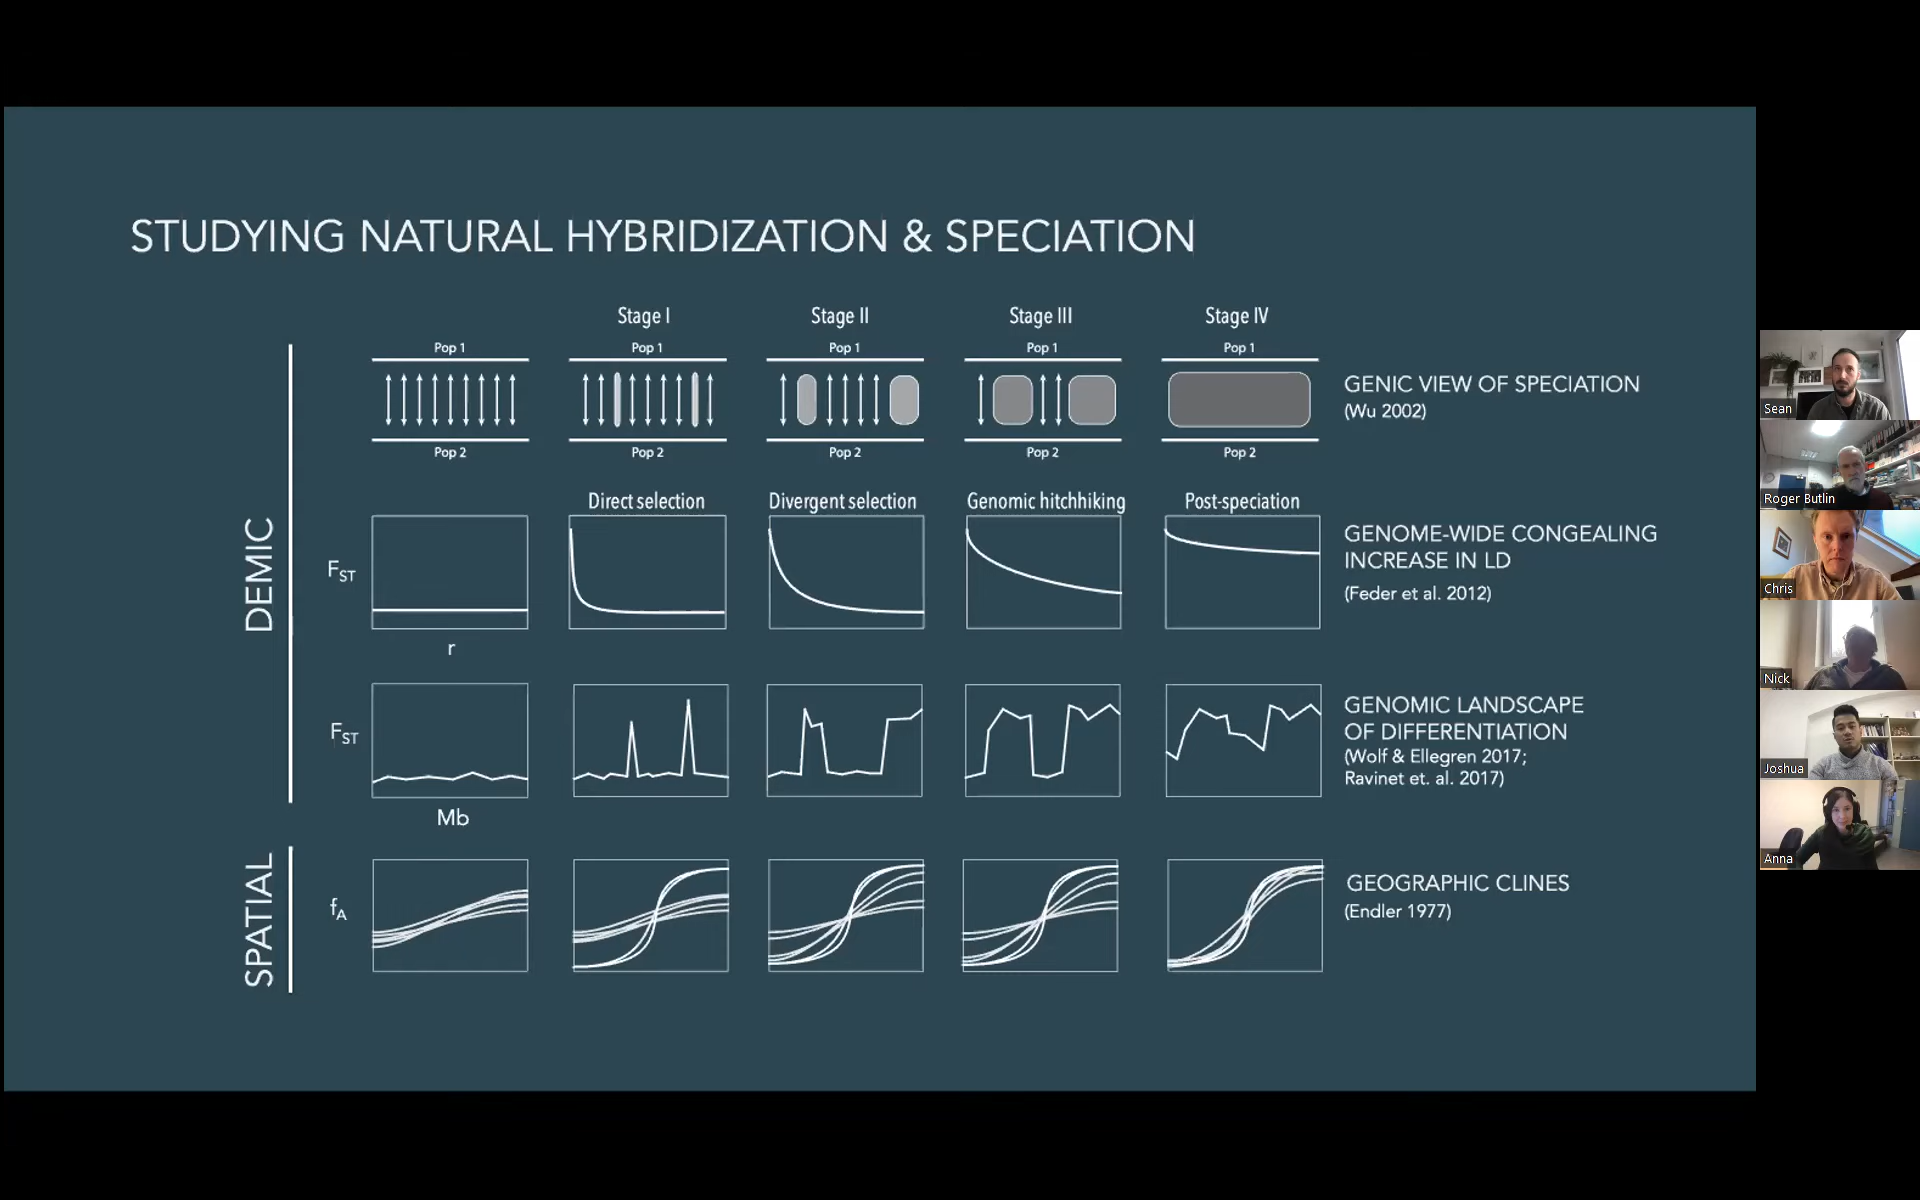 STUDYING NATURAL HYBRIDIZATION & SPECIATION
Stage I
Stage II
Stage III
Stage IV
Pop 1
Pop 1
Pop 1
Pop 1
Pop 1
GENIC VIEW OF SPECIATION
(Wu 2002)
Pop 2
Pop 2
Pop 2
Pop 2
Pop 2
DEMIC
Direct selection
Divergent selection
Genomic hitchhiking
Post-speciation
FST
r
GENOME-WIDE CONGEALING
INCREASE IN LD
(Feder et al. 2012)
FST
Mb
GENOMIC LANDSCAPE
OF DIFFERENTIATION
(Wolf & Ellegren 2017;
Ravinet et. al. 2017)
SPATIAL
fA
GEOGRAPHIC CLINES
(Endler 1977)
Sean
Roger Butlin
Chris
Nick
Joshua
Anna